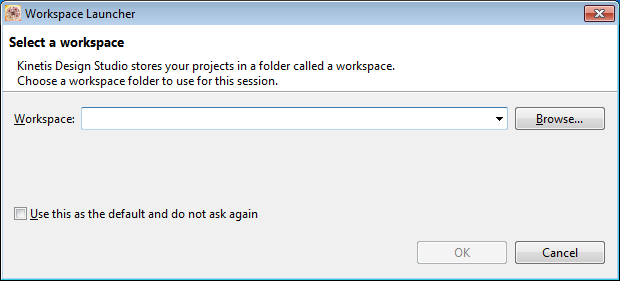 Workspace Launcher
Select a workspace
Kinetis Design Studio stores your projects in a folder called a workspace.
Choose a workspace folder to use for this session.
Workspace: Browse...
Use this as the default and do not ask again
OK Cancel